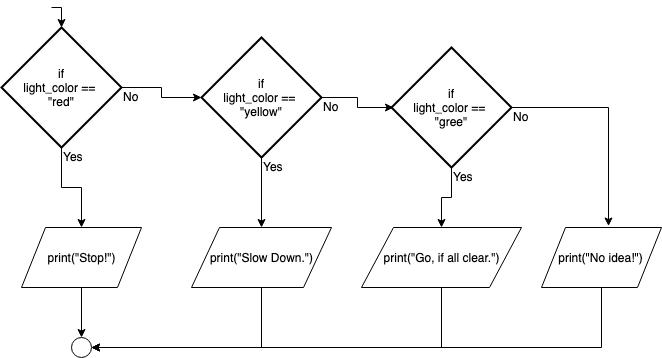 if
light_color ==
"red"
No
Yes
if
light_color ==
"yellow"
No
Yes
if
light_color ==
"gree"
No
Yes
print("Stop!")
print("Slow Down.")
print("Go, if all clear.")
print("No idea!")